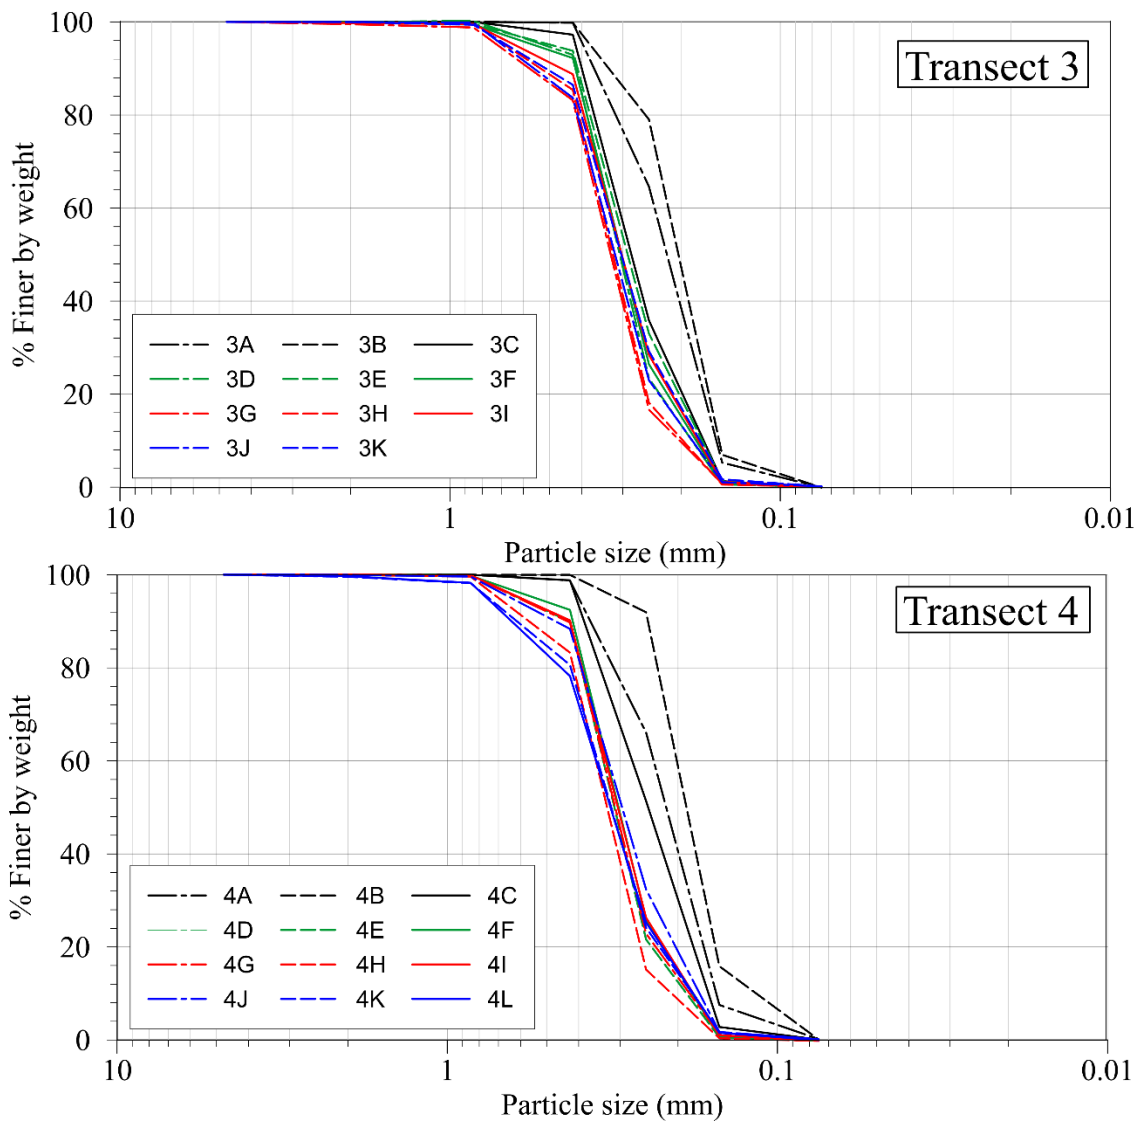 Transect 3
% Finer by weight
100
80
60
40
20
0
3A 3B 3C
3D 3E 3F
3G 3H 3I
3J 3K
10 1 0.1 0.01
Particle size (mm)
Transect 4
% Finer by weight
100
80
60
40
20
0
4A 4B 4C
4D 4E 4F
4G 4H 4I
4J 4K 4L
10 1 0.1 0.01
Particle size (mm)